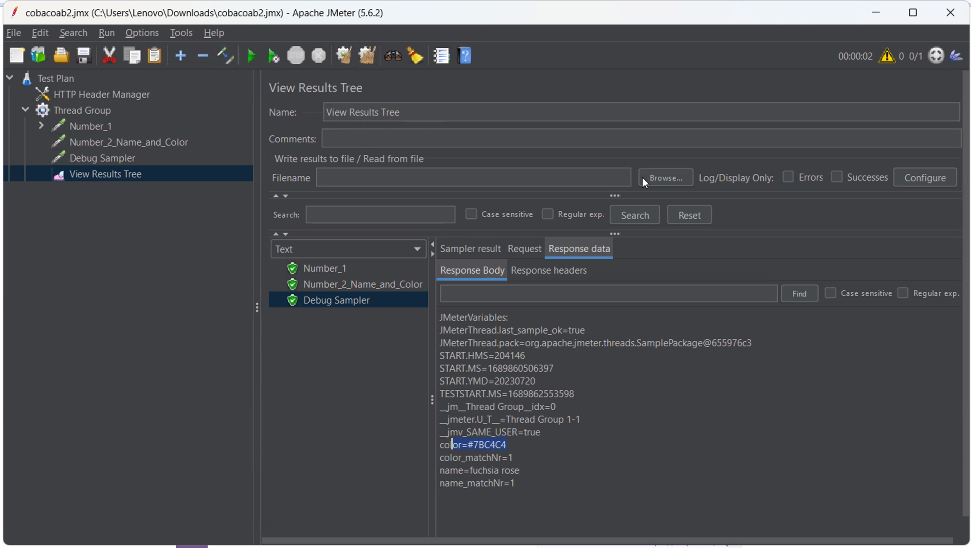 cobacoab2.jmx (C:\Users\Lenovo\Downloads\cobacoab2.jmx) - Apache JMeter (5.6.2)
File Edit Search Run Options Tools Help
00:00:02 0 0/1
Test Plan
HTTP Header Manager
Thread Group
Number_1
Number_2_Name_and_Color
Debug Sampler
View Results Tree
View Results Tree
Name: View Results Tree
Comments:
Write results to file / Read from file
Filename Browse... Log/Display Only: Errors Successes Configure
Search: Case sensitive Regular exp. Search Reset
Text
Number_1
Number_2_Name_and_Color
Debug Sampler
Sampler result Request Response data
Response Body Response headers
Find Case sensitive Regular exp.
JMeterVariables:
JMeterThread.last_sample_ok=true
JMeterThread.pack=org.apache.jmeter.threads.SamplePackage@655976c3
START.HMS=204146
START.MS=1689860506397
START.YMD=20230720
TESTSTART.MS=1689862553598
__jm__Thread Group__idx=0
__jmeter.U_T__=Thread Group 1-1
__jmv_SAME_USER=true
color=#7BC4C4
color_matchNr=1
name=fuchsia rose
name_matchNr=1